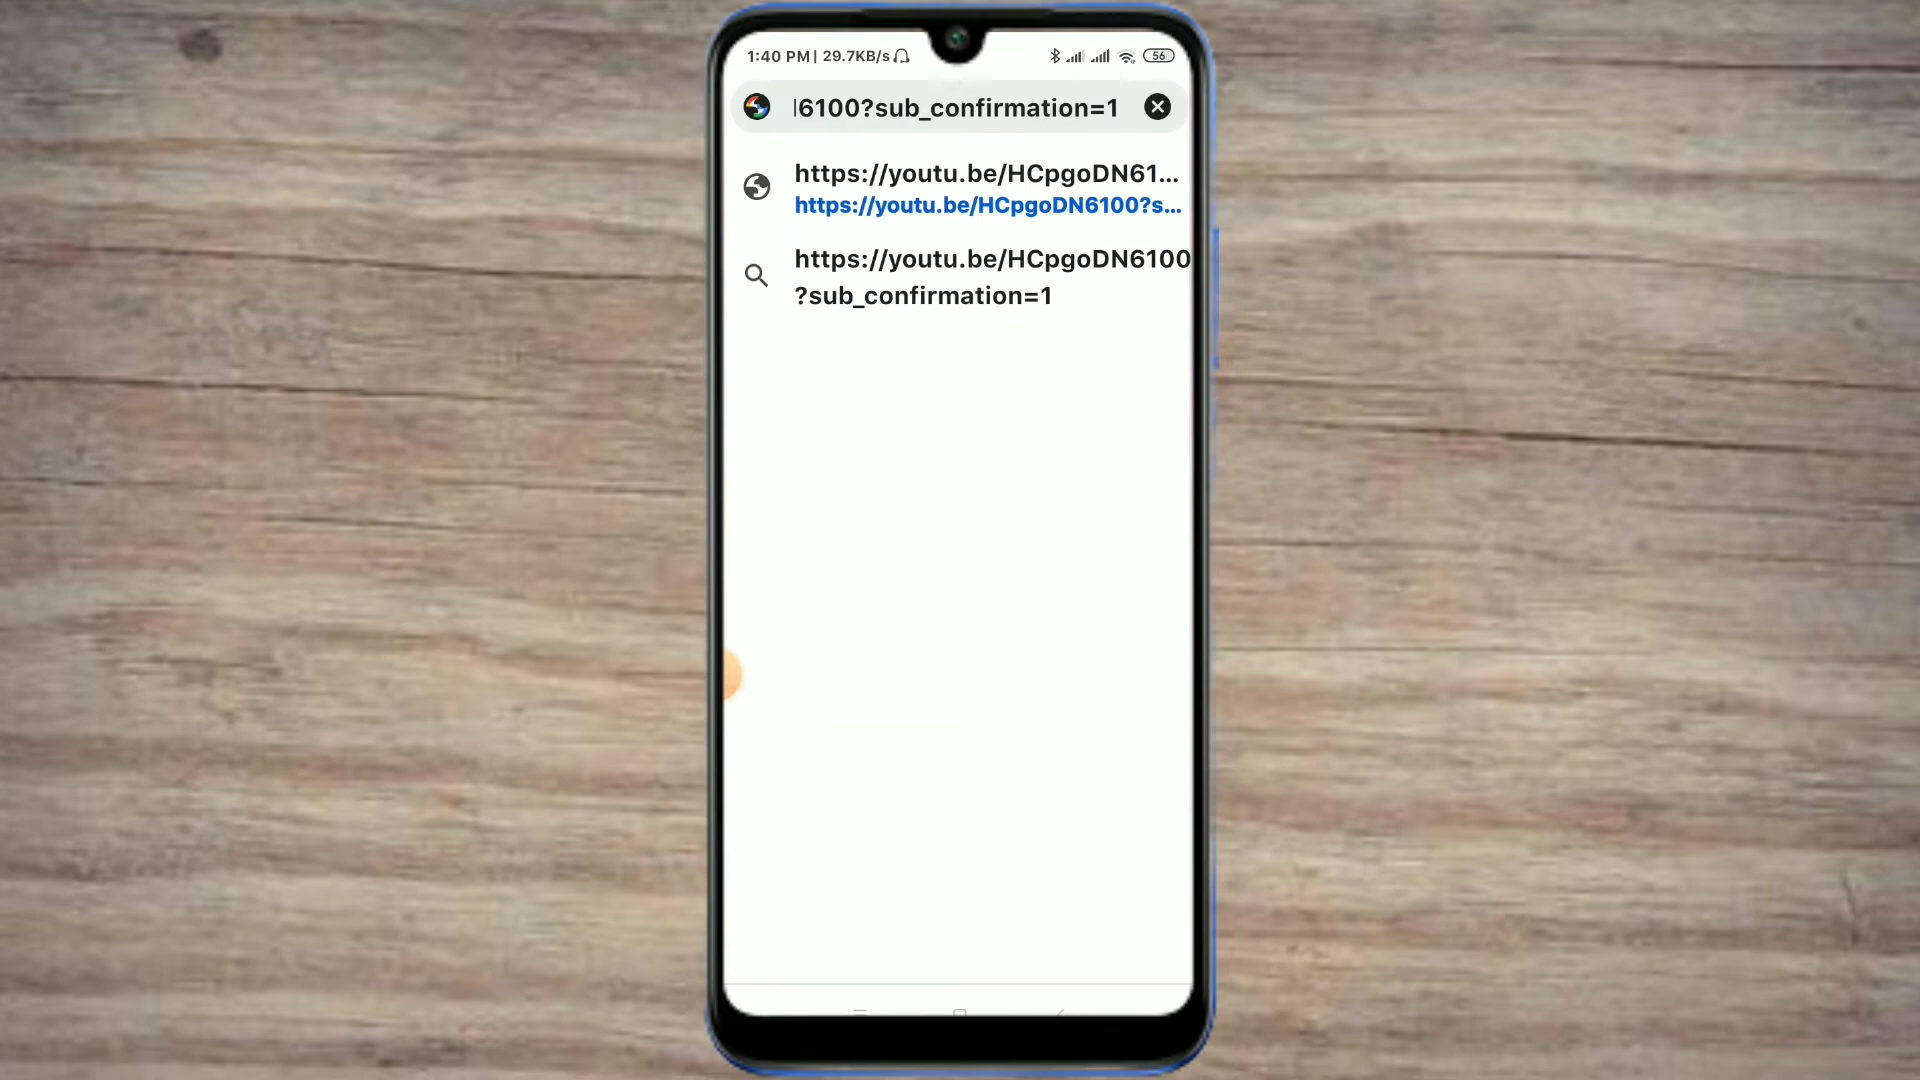 1:40 PM | 29.7KB/s 56
6100?sub_confirmation=1
https://youtu.be/HCpgoDN61...
https://youtu.be/HCpgoDN6100?s...
https://youtu.be/HCpgoDN6100
?sub_confirmation=1